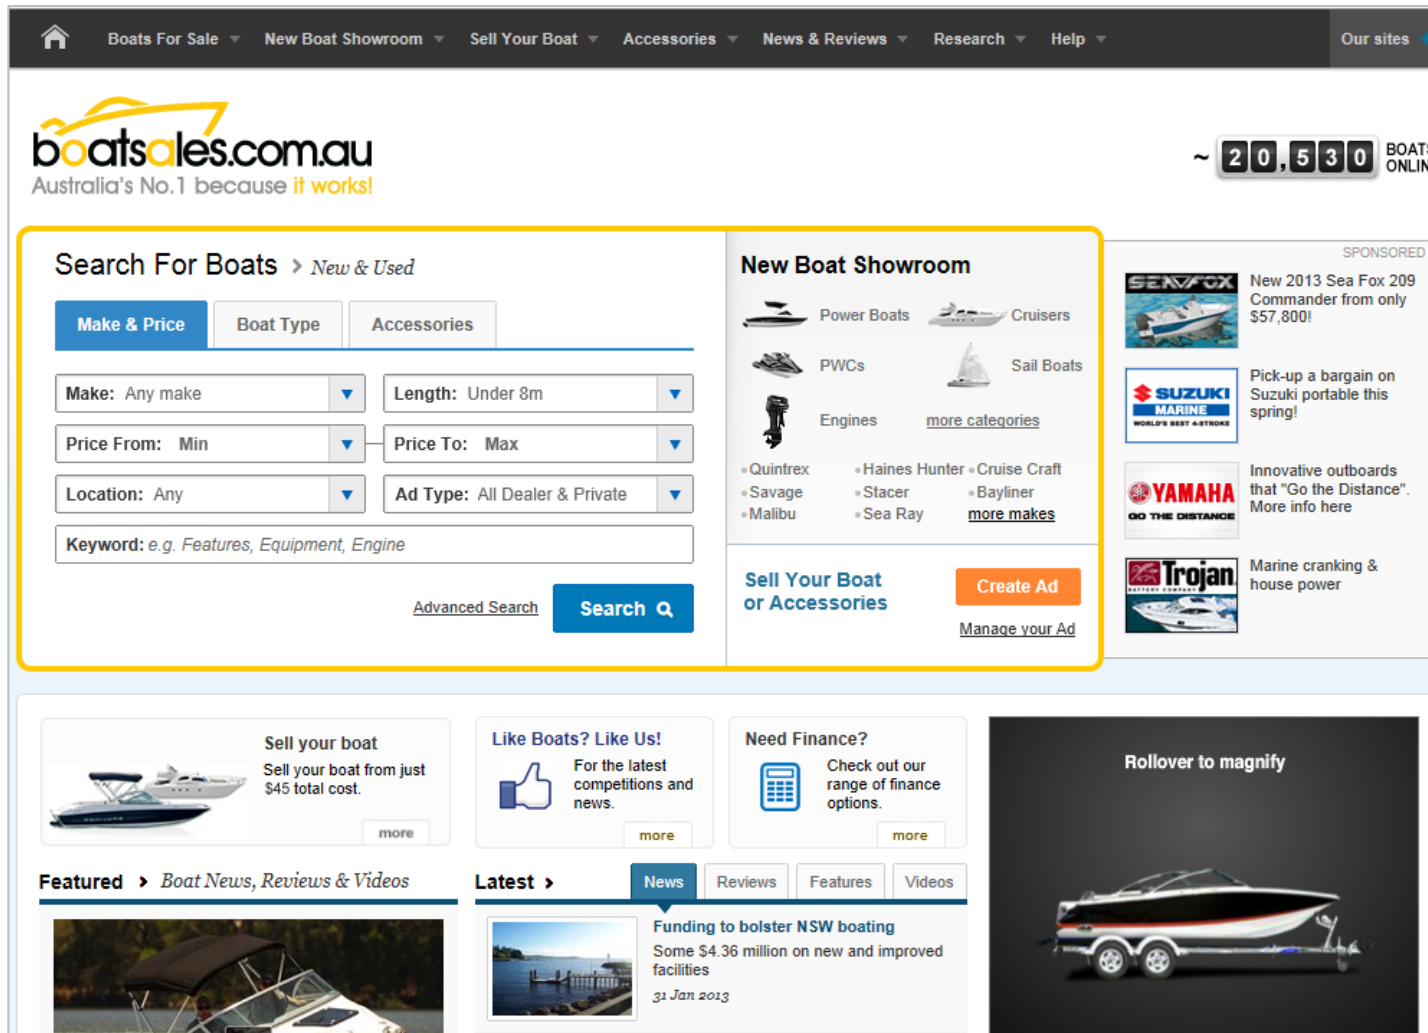 Boats For Sale New Boat Showroom Sell Your Boat Accessories News & Reviews Research Help Our sites
boatsales.com.au
Australia's No.1 because it works!
~ 20,530
Search For Boats > New & Used
Make & Price Boat Type Accessories
Make: Any make Length: Under 8m
Price From: Min Price To: Max
Location: Any Ad Type: All Dealer & Private
Keyword: e.g. Features, Equipment, Engine
Advanced Search Search
New Boat Showroom
Power Boats Cruisers
PWCs Sail Boats
Engines more categories
Quintrex Haines Hunter Cruise Craft
Savage Stacer Bayliner
Malibu Sea Ray more makes
Sell Your Boat
or Accessories
Create Ad
Manage your Ad
SPONSORED
SEA FOX
New 2013 Sea Fox 209
Commander from only
$57,800!
SUZUKI
MARINE
WORLD'S BEST 4-STROKE
Pick-up a bargain on
Suzuki portable this
spring!
YAMAHA
GO THE DISTANCE
Innovative outboards
that "Go the Distance".
More info here
Trojan
BATTERY COMPANY
Marine cranking &
house power
Sell your boat
Sell your boat from just
$45 total cost.
more
Like Boats? Like Us!
For the latest
competitions and
news.
more
Need Finance?
Check out our
range of finance
options.
more
Rollover to magnify
Featured > Boat News, Reviews & Videos
Latest > News Reviews Features Videos
Funding to bolster NSW boating
Some $4.36 million on new and improved
facilities
31 Jan 2013